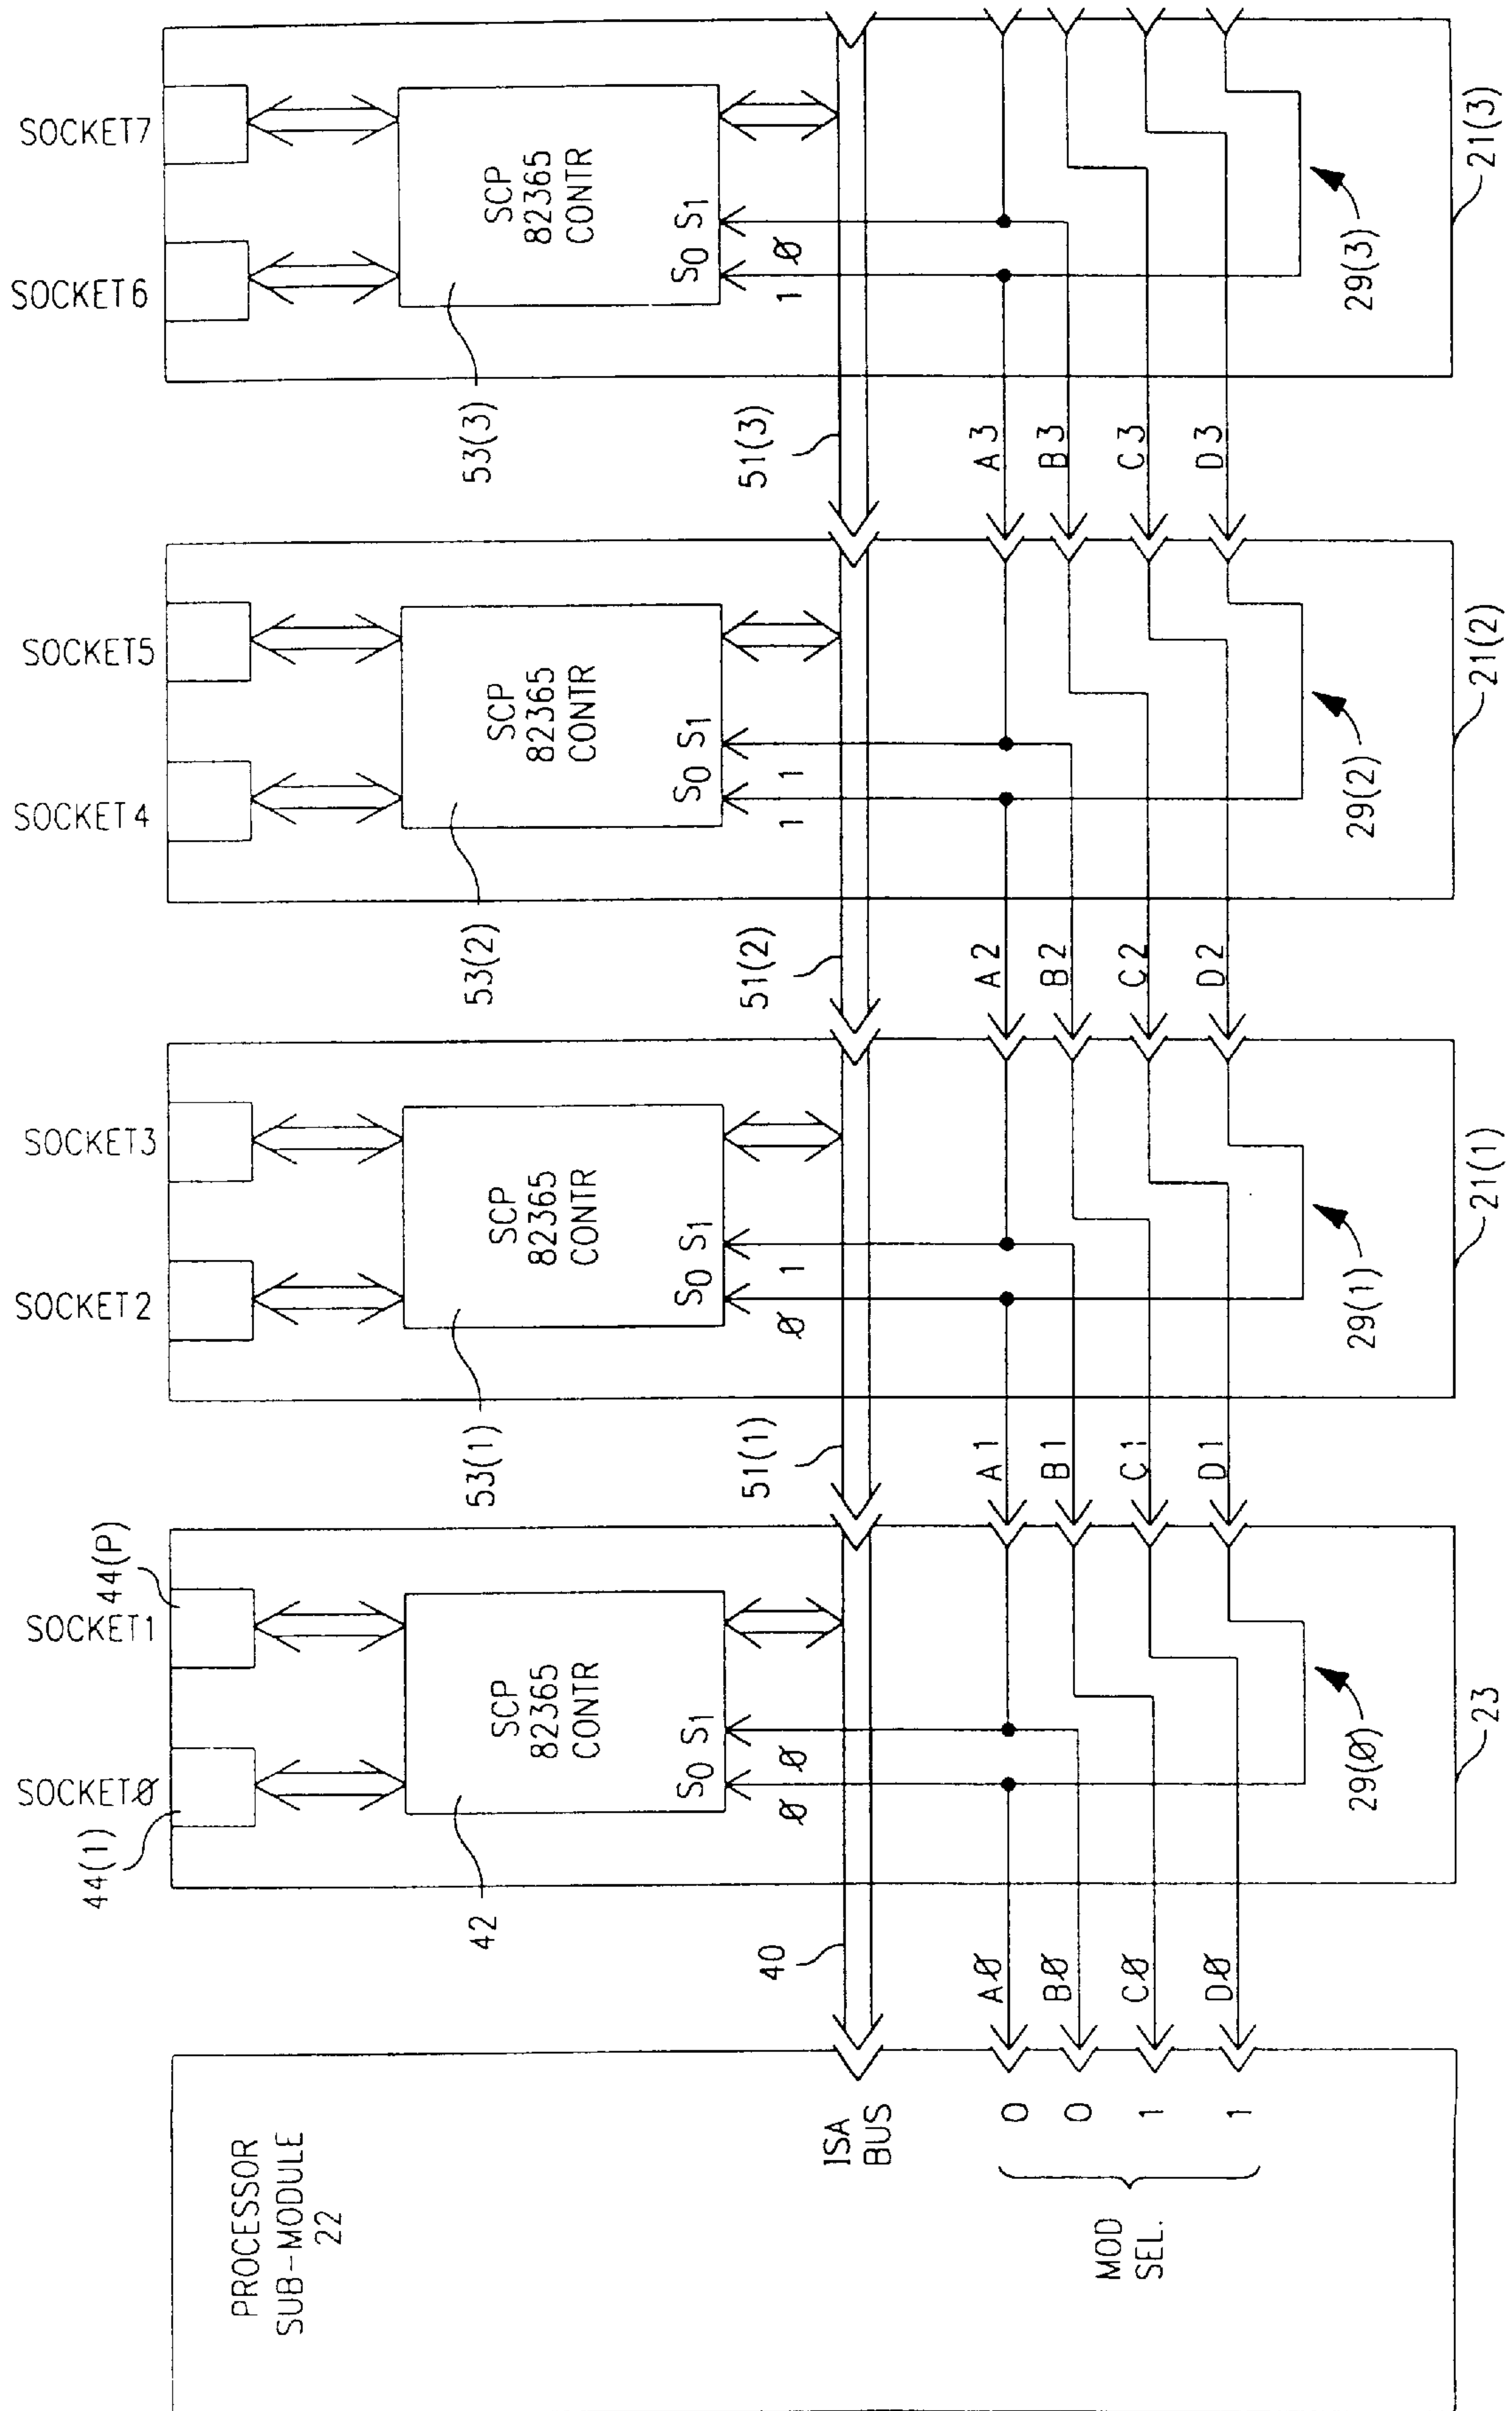 PROCESSOR
SUB-MODULE
22
ISA
BUS
MOD
SEL.
0
0
1
1
40
AØ
BØ
CØ
DØ
44(1)
SOCKETØ
SOCKET1
44(P)
SCP
82365
CONTR
S0 S1
Ø Ø
42
29(Ø)
23
51(1)
A1
B1
C1
D1
SOCKET2
SOCKET3
SCP
82365
CONTR
S0 S1
Ø 1
53(1)
29(1)
21(1)
51(2)
A2
B2
C2
D2
SOCKET4
SOCKET5
SCP
82365
CONTR
S0 S1
1 1
53(2)
29(2)
21(2)
51(3)
A3
B3
C3
D3
SOCKET6
SOCKET7
SCP
82365
CONTR
S0 S1
1 Ø
53(3)
29(3)
21(3)